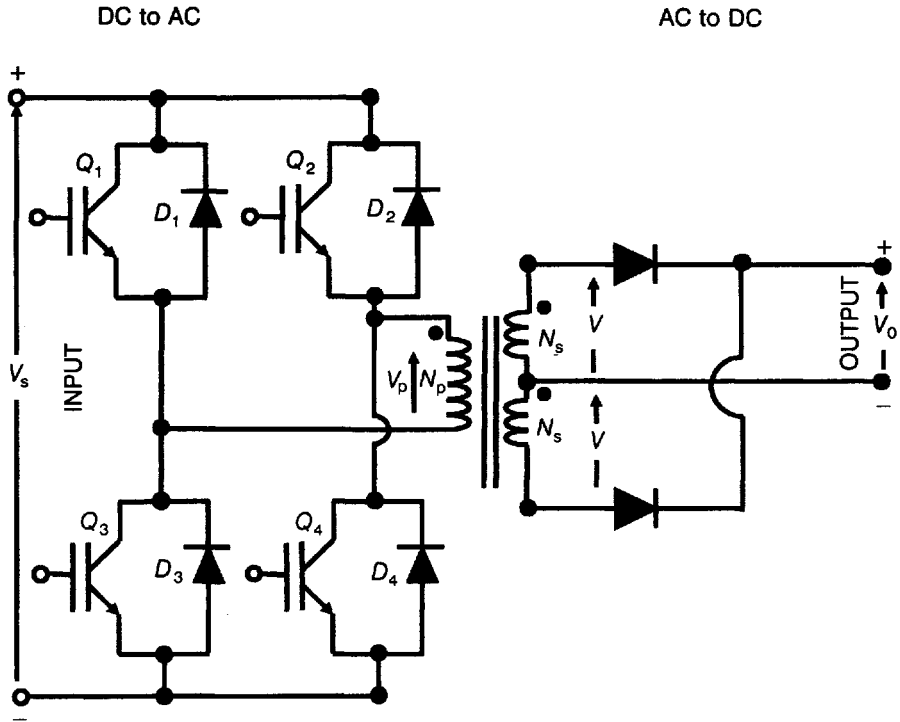 DC to AC
AC to DC
+
Q1
D1
Q2
D2
Vs
INPUT
Vp
Np
Ns
Ns
V
V
+
OUTPUT
V0
−
Q3
D3
Q4
D4
−